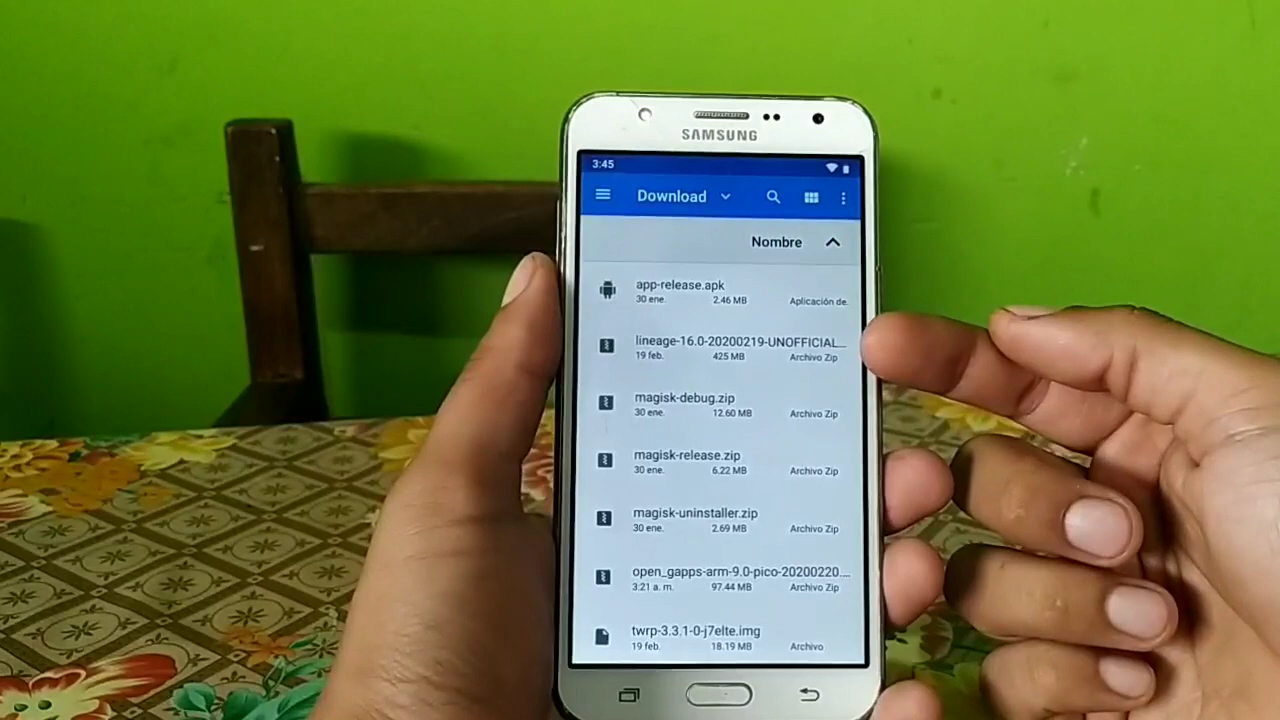 SAMSUNG
3:45
Download
Nombre
app-release.apk
30 ene. 2.46 MB Aplicación de.
lineage-16.0-20200219-UNOFFICIAL...
19 feb. 425 MB Archivo Zip
magisk-debug.zip
30 ene. 12.60 MB Archivo Zip
magisk-release.zip
30 ene. 6.22 MB Archivo Zip
magisk-uninstaller.zip
30 ene. 2.69 MB Archivo Zip
open_gapps-arm-9.0-pico-20200220....
3:21 a. m. 97.44 MB Archivo Zip
twrp-3.3.1-0-j7elte.img
19 feb. 18.19 MB Archivo